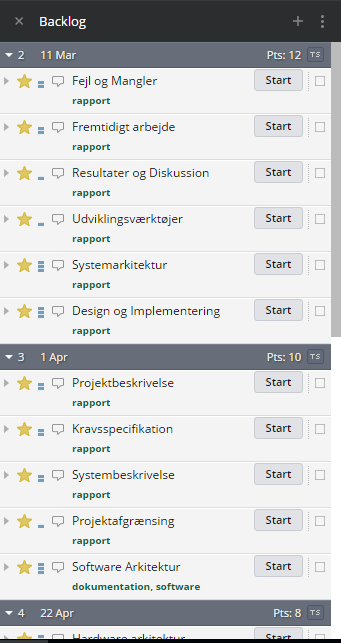 Backlog
2 11 Mar Pts: 12 TS
Fejl og Mangler Start
rapport
Fremtidigt arbejde Start
rapport
Resultater og Diskussion Start
rapport
Udviklingsværktøjer Start
rapport
Systemarkitektur Start
rapport
Design og Implementering Start
rapport
3 1 Apr Pts: 10 TS
Projektbeskrivelse Start
rapport
Kravsspecifikation Start
rapport
Systembeskrivelse Start
rapport
Projektafgrænsing Start
rapport
Software Arkitektur Start
dokumentation, software
4 22 Apr Pts: 8 TS
Hardware arkitektur Start